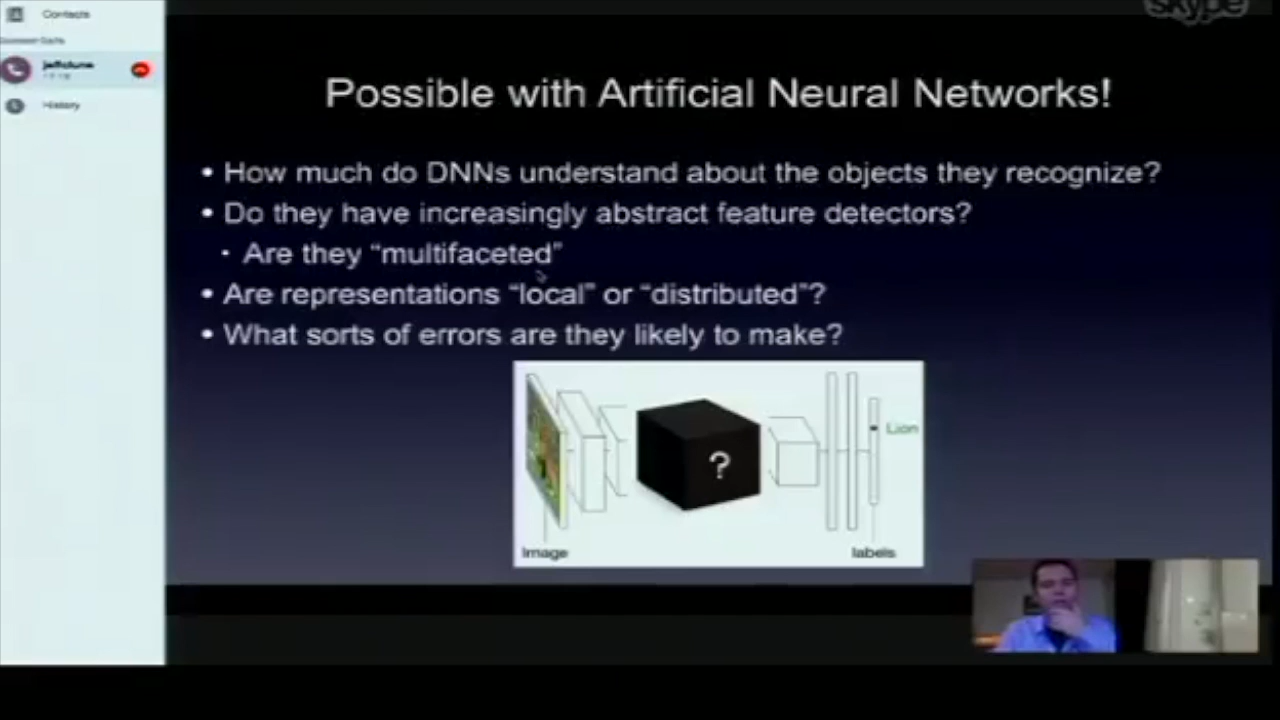 skype
Contacts
jeffclune
History
Possible with Artificial Neural Networks!
• How much do DNNs understand about the objects they recognize?
• Do they have increasingly abstract feature detectors?
• Are they “multifaceted”
• Are representations “local” or “distributed”?
• What sorts of errors are they likely to make?
?
Lion
Image
labels